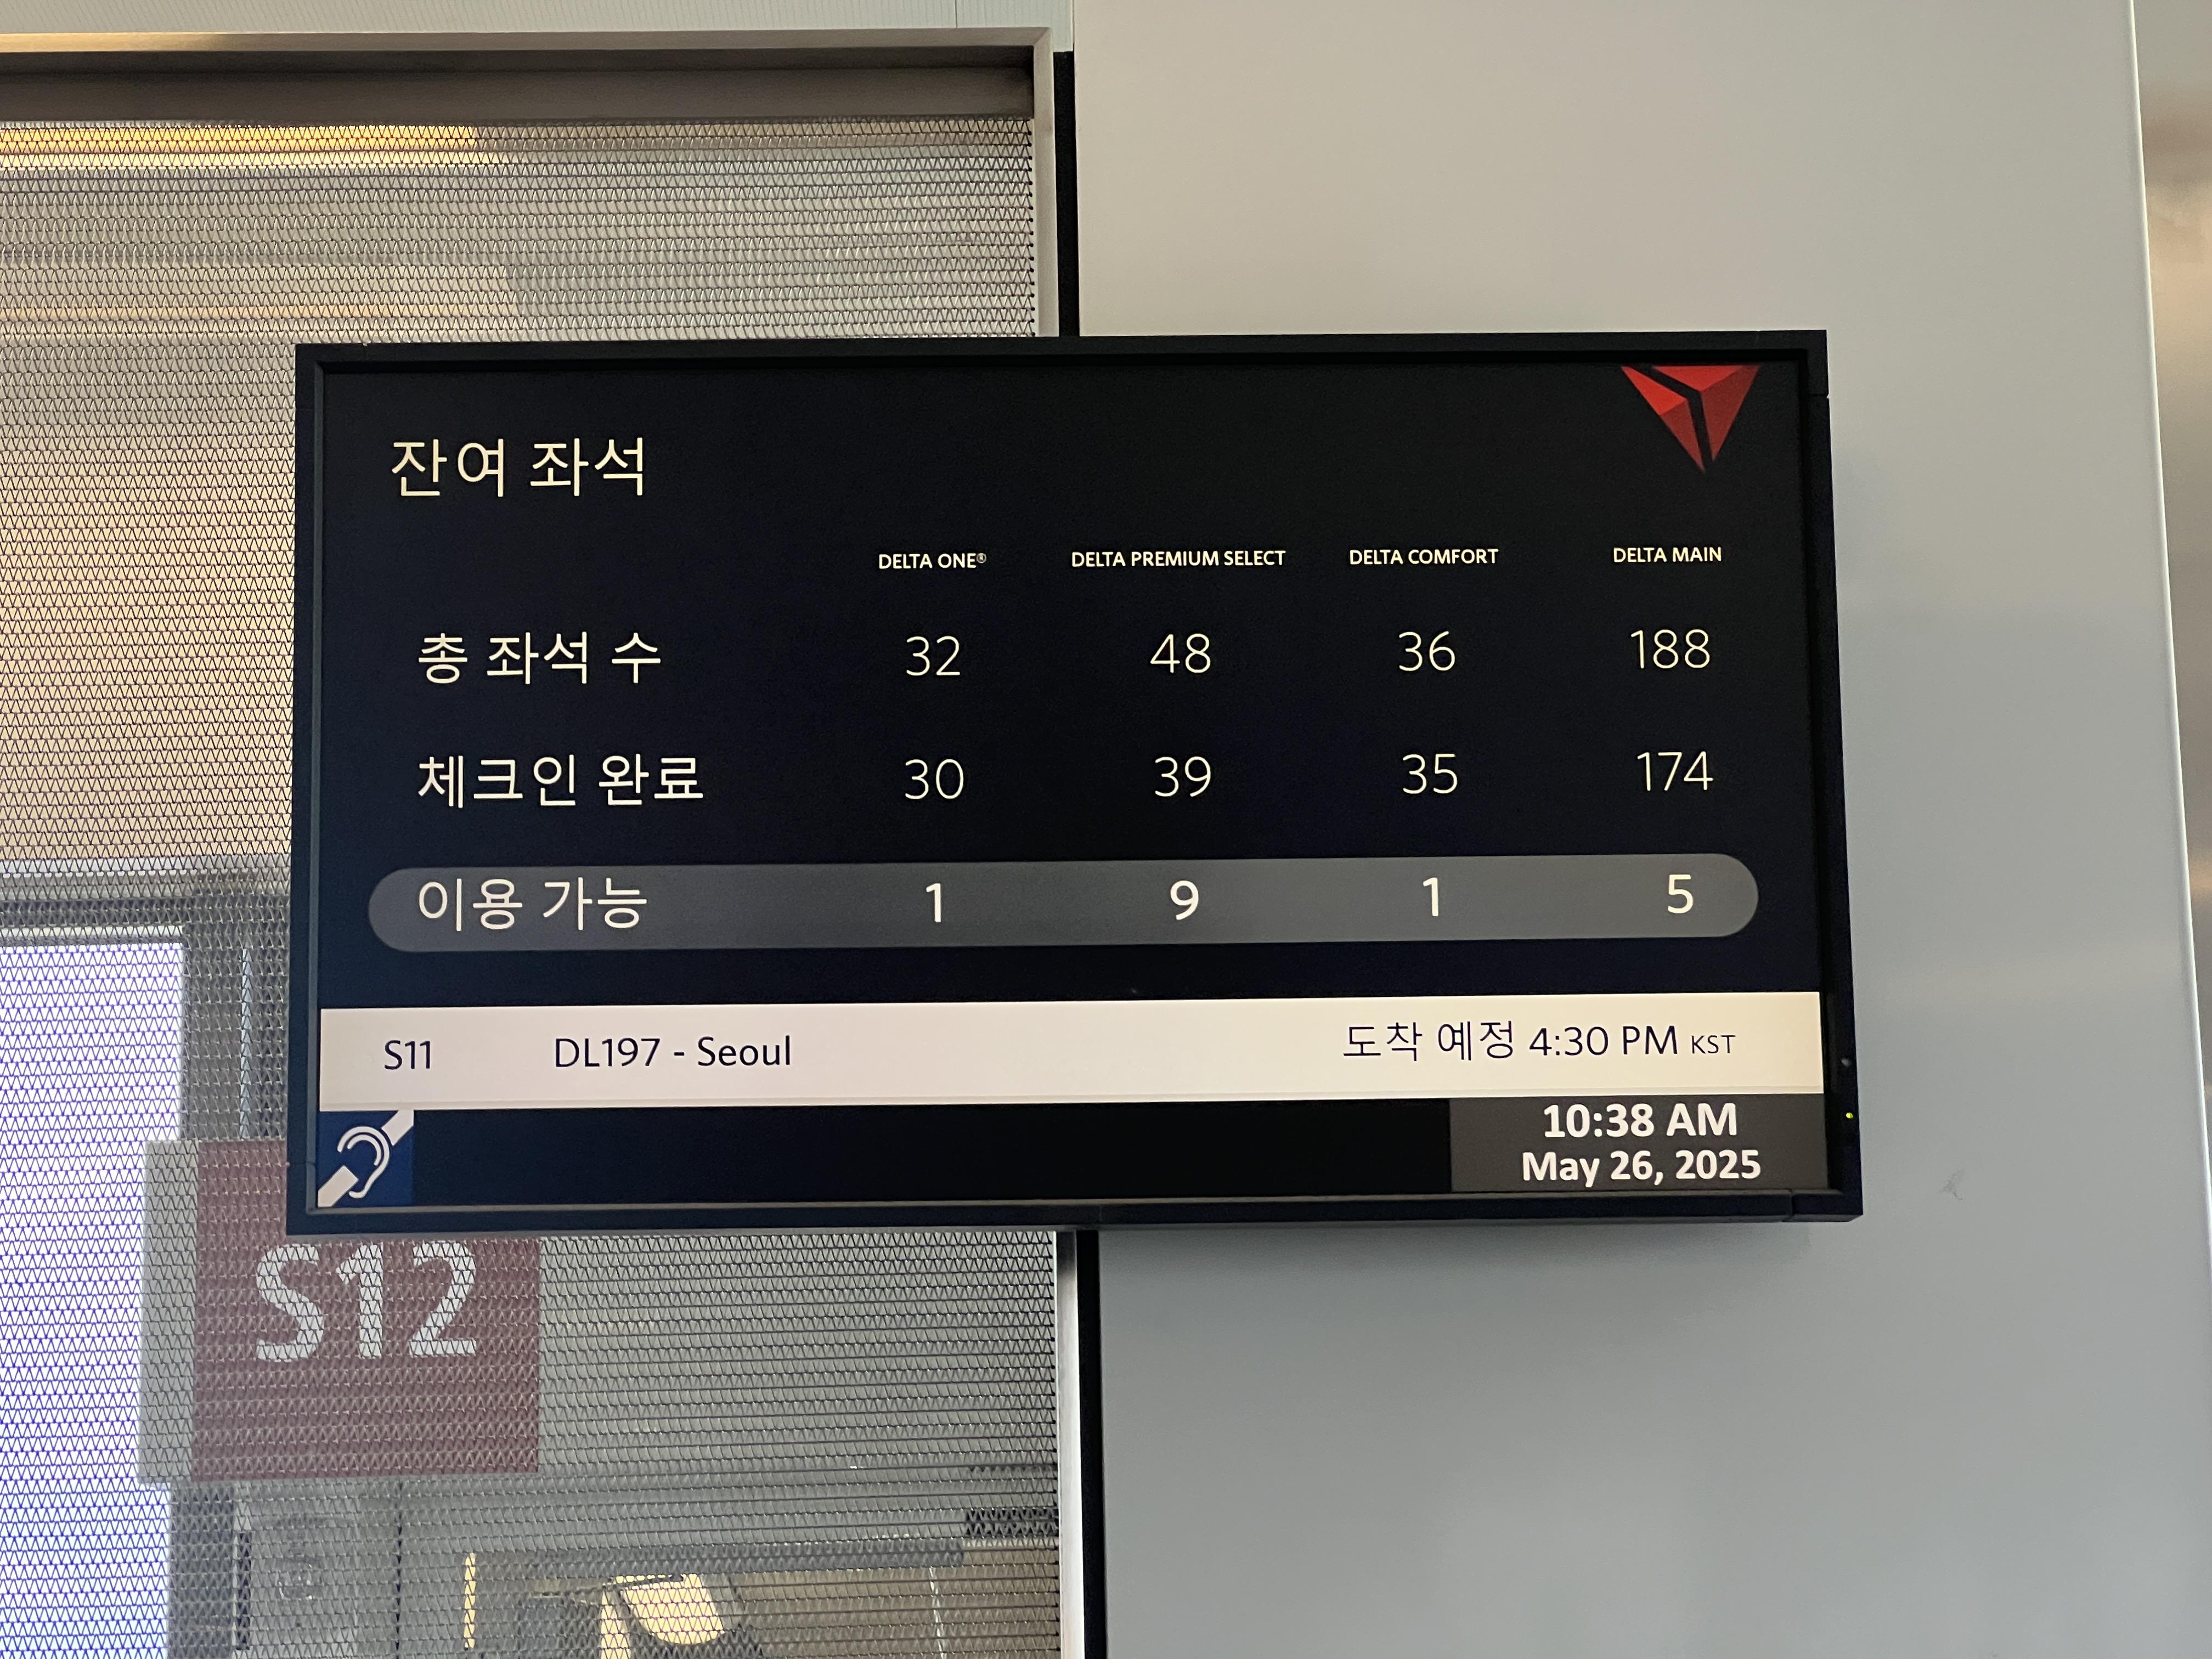 잔여 좌석
DELTA ONE® DELTA PREMIUM SELECT DELTA COMFORT DELTA MAIN
총 좌석 수 32 48 36 188
체크인 완료 30 39 35 174
이용 가능 1 9 1 5
S11 DL197 - Seoul 도착 예정 4:30 PM KST
10:38 AM
May 26, 2025
S12